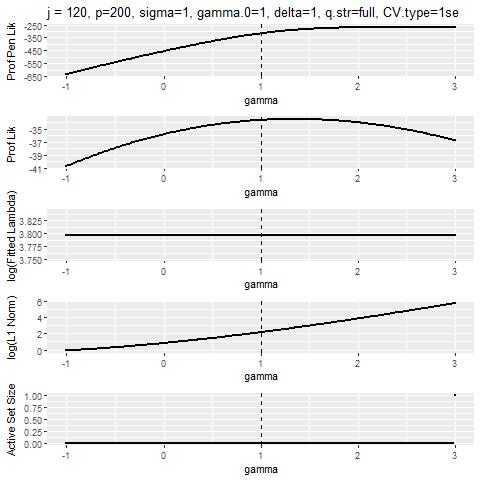 j = 120, p=200, sigma=1, gamma.0=1, delta=1, q.str=full, CV.type=1se
Prof Pen Lik
-250
-350
-450
-550
-650
-1 0 1 2 3
gamma
Prof Lik
-35
-37
-39
-41
-1 0 1 2 3
gamma
log(Fitted.Lambda)
3.825
3.800
3.775
3.750
-1 0 1 2 3
gamma
log(L1 Norm)
6
4
2
0
-1 0 1 2 3
gamma
Active Set Size
1.00
0.75
0.50
0.25
0.00
-1 0 1 2 3
gamma